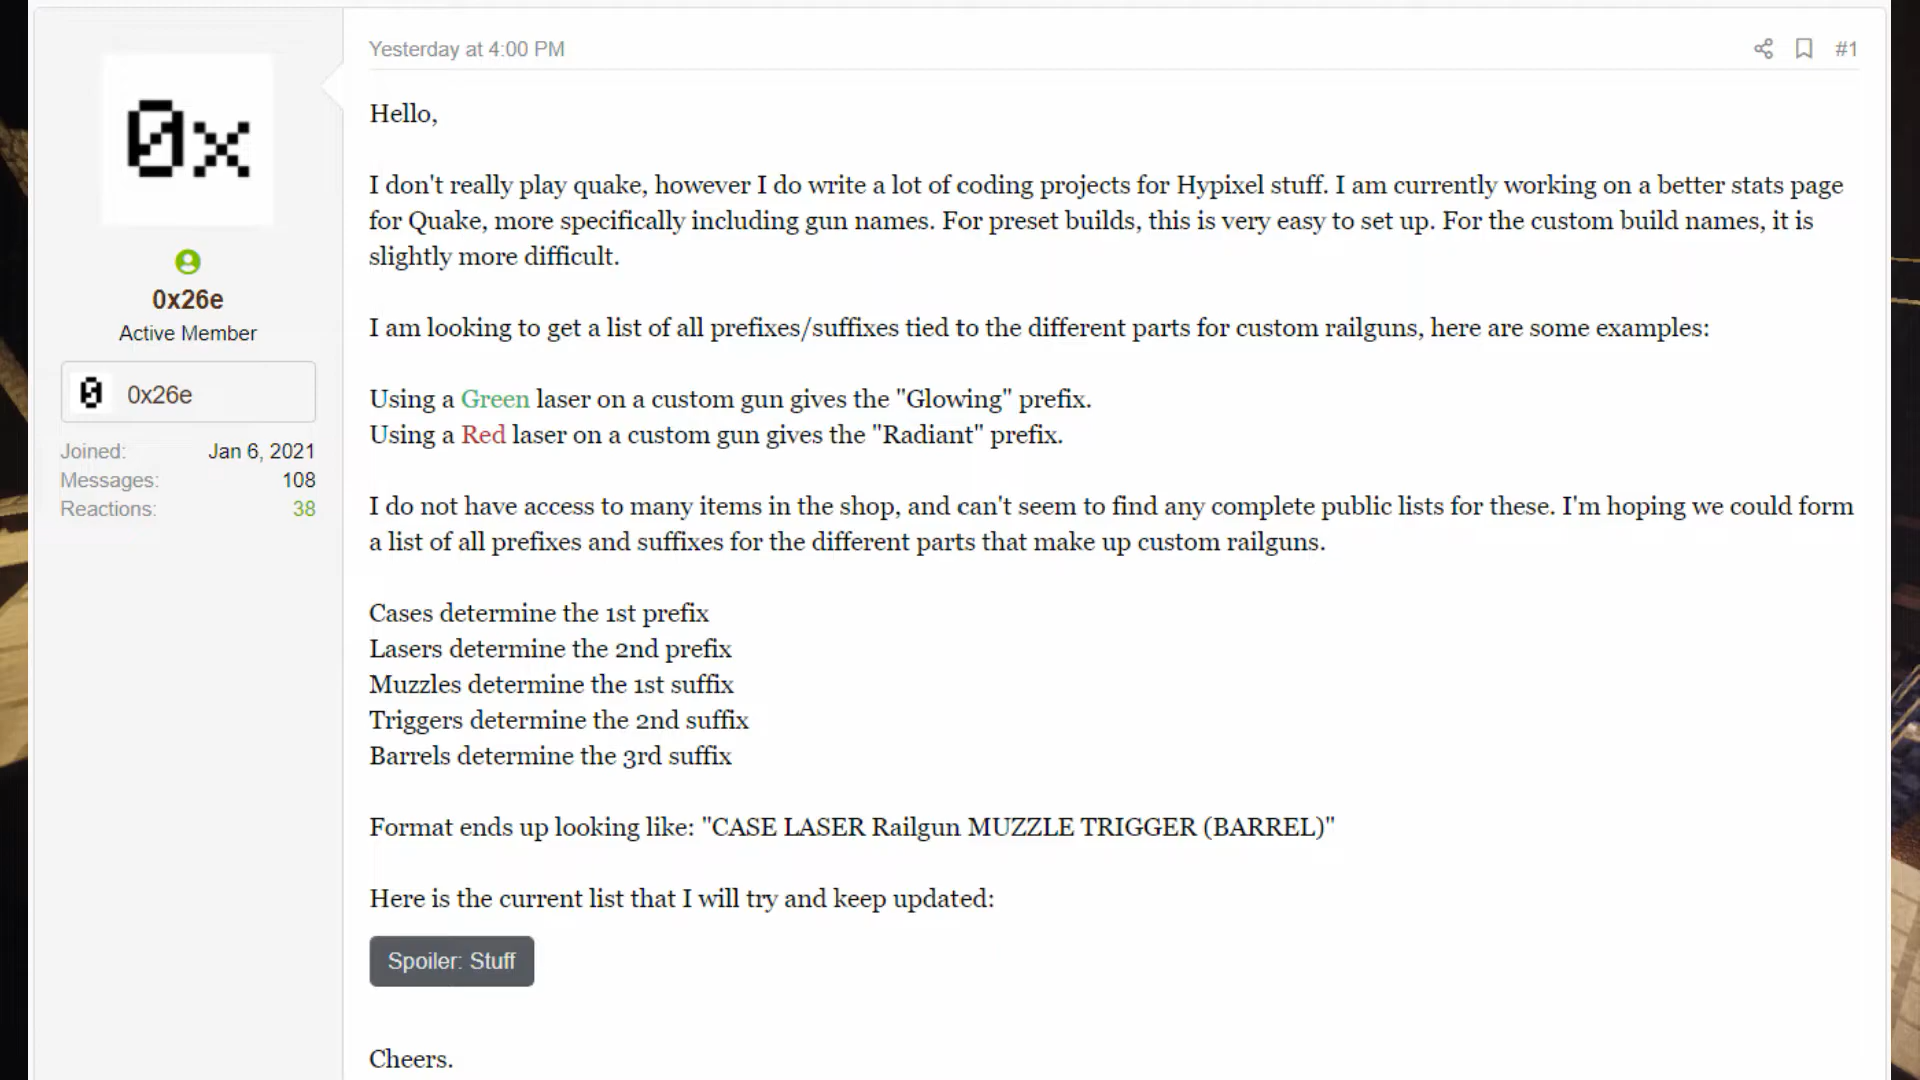 Yesterday at 4:00 PM
#1
0x
0x26e
Active Member
0 0x26e
Joined: Jan 6, 2021
Messages: 108
Reactions: 38
Hello,
I don't really play quake, however I do write a lot of coding projects for Hypixel stuff. I am currently working on a better stats page
for Quake, more specifically including gun names. For preset builds, this is very easy to set up. For the custom build names, it is
slightly more difficult.
I am looking to get a list of all prefixes/suffixes tied to the different parts for custom railguns, here are some examples:
Using a Green laser on a custom gun gives the "Glowing" prefix.
Using a Red laser on a custom gun gives the "Radiant" prefix.
I do not have access to many items in the shop, and can't seem to find any complete public lists for these. I'm hoping we could form
a list of all prefixes and suffixes for the different parts that make up custom railguns.
Cases determine the 1st prefix
Lasers determine the 2nd prefix
Muzzles determine the 1st suffix
Triggers determine the 2nd suffix
Barrels determine the 3rd suffix
Format ends up looking like: "CASE LASER Railgun MUZZLE TRIGGER (BARREL)"
Here is the current list that I will try and keep updated:
Spoiler: Stuff
Cheers.